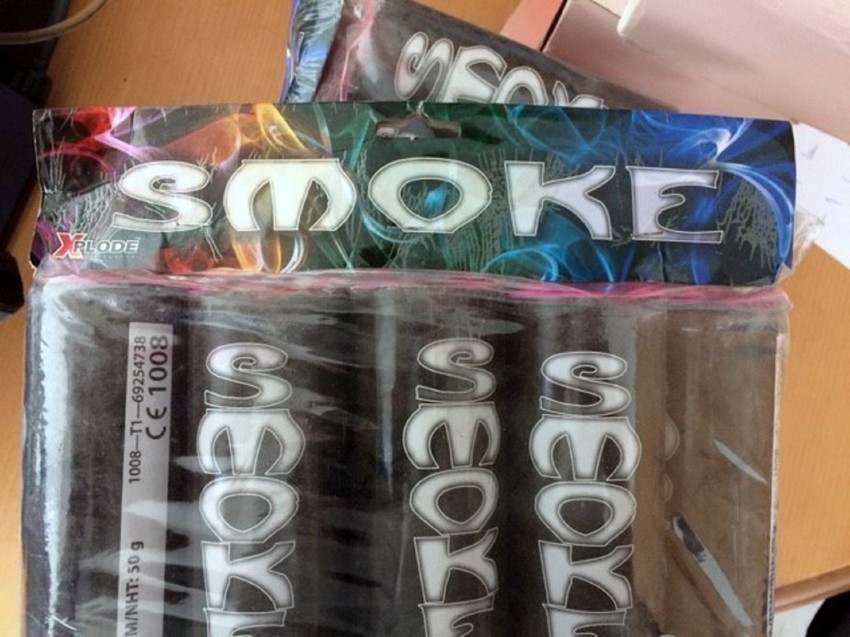 SMOKE
XPLODE
SMOKE
SMOKE
SMOKE
1008—T1—69254738
CE 1008
M/NHT: 50 g